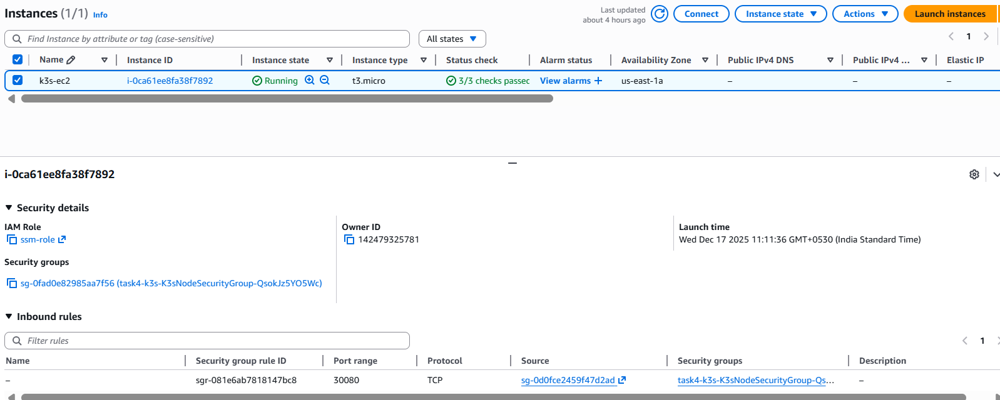 Instances (1/1) Info
Last updated
about 4 hours ago
Connect
Instance state
Actions
Launch instances
Find Instance by attribute or tag (case-sensitive)
All states
1
Name Instance ID Instance state Instance type Status check Alarm status Availability Zone Public IPv4 DNS Public IPv4 ... Elastic IP
k3s-ec2 i-0ca61ee8fa38f7892 Running t3.micro 3/3 checks passec View alarms + us-east-1a – – –
i-0ca61ee8fa38f7892
Security details
IAM Role
ssm-role
Owner ID
142479325781
Launch time
Wed Dec 17 2025 11:11:36 GMT+0530 (India Standard Time)
Security groups
sg-0fad0e82985aa7f56 (task4-k3s-K3sNodeSecurityGroup-QsokJz5YO5Wc)
Inbound rules
Filter rules
1
Name Security group rule ID Port range Protocol Source Security groups Description
– sgr-081e6ab7818147bc8 30080 TCP sg-0d0fce2459f47d2ad task4-k3s-K3sNodeSecurityGroup-Qs... –